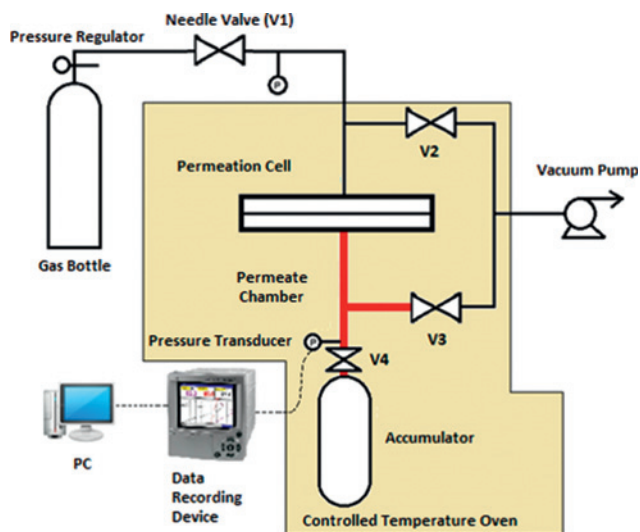 Needle Valve (V1)
Pressure Regulator
P
V2
Permeation Cell
Vacuum Pump
Gas Bottle
Permeate
Chamber
Pressure Transducer
P
V3
V4
Accumulator
PC
Data
Recording
Device
Controlled Temperature Oven